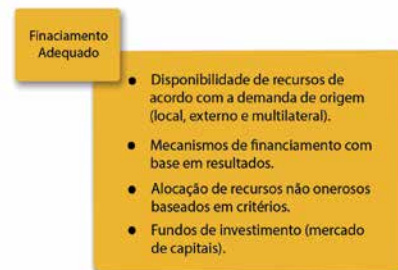 Finaciamento
Adequado
• Disponibilidade de recursos de
acordo com a demanda de origem
(local, externo e multilateral).
• Mecanismos de financiamento com
base em resultados.
• Alocação de recursos não onerosos
baseados em critérios.
• Fundos de investimento (mercado
de capitais).